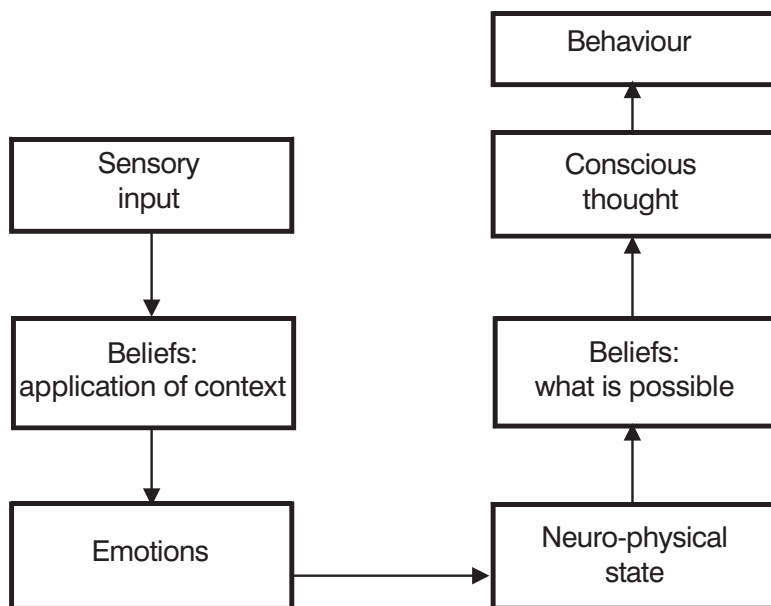 Behaviour
Sensory
input
Conscious
thought
Beliefs:
application of context
Beliefs:
what is possible
Emotions
Neuro-physical
state